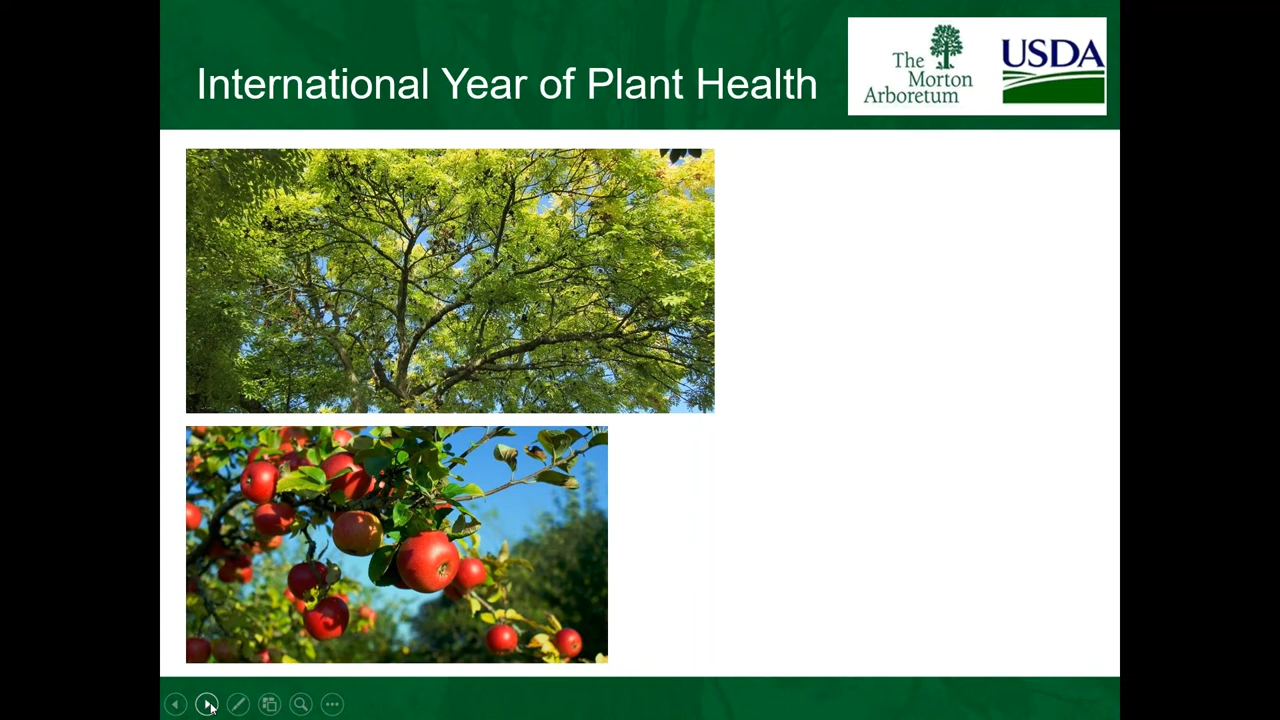 International Year of Plant Health
The
Morton
Arboretum
USDA